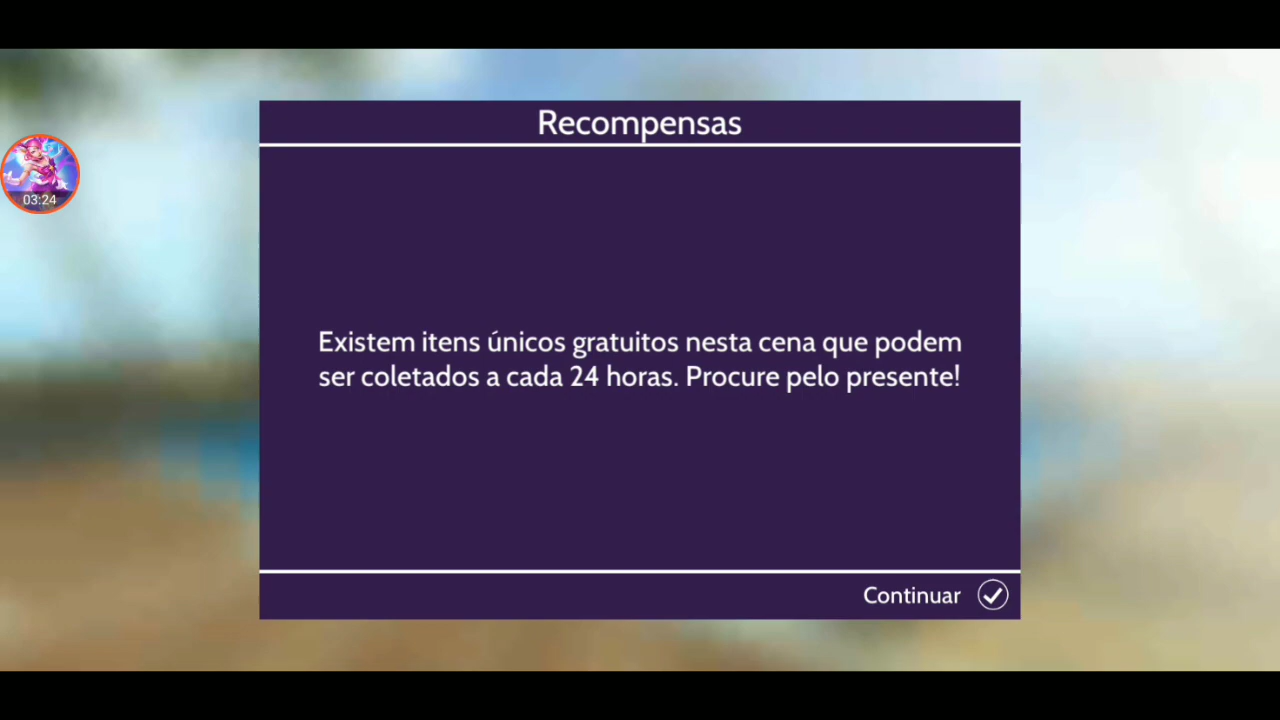 Recompensas
03:24
Existem itens únicos gratuitos nesta cena que podem
ser coletados a cada 24 horas. Procure pelo presente!
Continuar